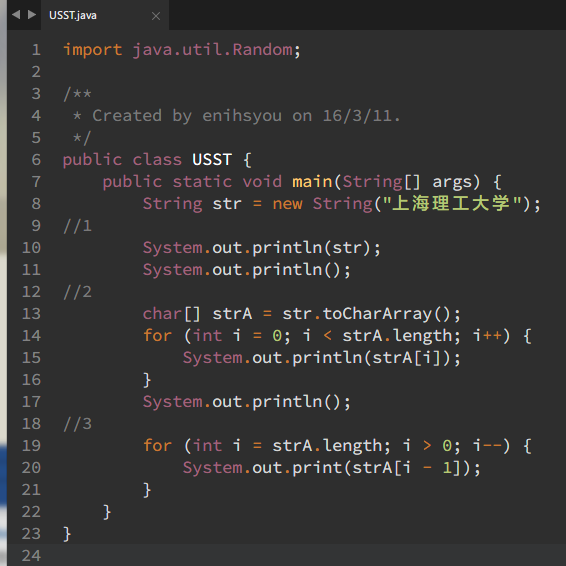 USST.java
1 import java.util.Random;
2
3 /**
4  * Created by enihsyou on 16/3/11.
5  */
6 public class USST {
7     public static void main(String[] args) {
8         String str = new String("上海理工大学");
9 //1
10         System.out.println(str);
11         System.out.println();
12 //2
13         char[] strA = str.toCharArray();
14         for (int i = 0; i < strA.length; i++) {
15             System.out.println(strA[i]);
16         }
17         System.out.println();
18 //3
19         for (int i = strA.length; i > 0; i--) {
20             System.out.print(strA[i - 1]);
21         }
22     }
23 }
24